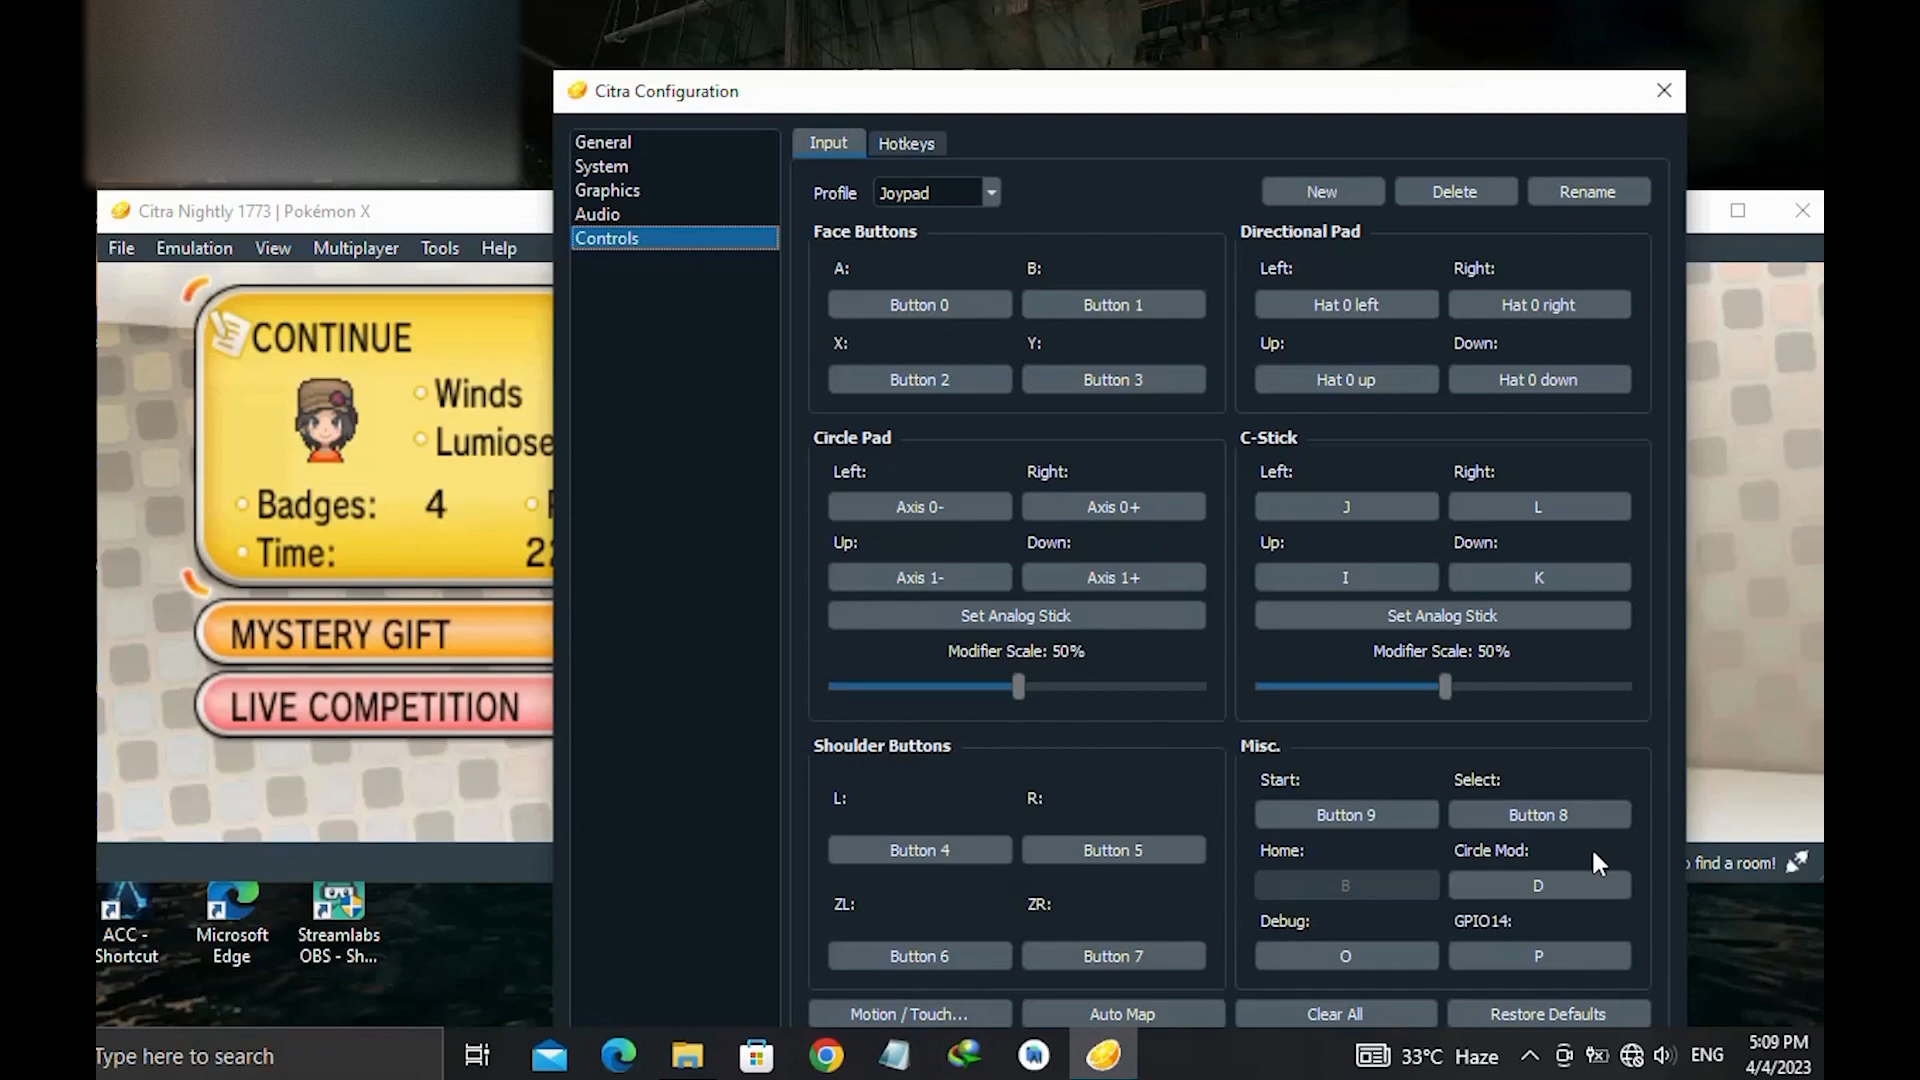 Citra Configuration
General
System
Graphics
Audio
Controls
Input Hotkeys
Profile Joypad New Delete Rename
Face Buttons
A: B:
Button 0 Button 1
X: Y:
Button 2 Button 3
Directional Pad
Left: Right:
Hat 0 left Hat 0 right
Up: Down:
Hat 0 up Hat 0 down
Circle Pad
Left: Right:
Axis 0- Axis 0+
Up: Down:
Axis 1- Axis 1+
Set Analog Stick
Modifier Scale: 50%
C-Stick
Left: Right:
J L
Up: Down:
I K
Set Analog Stick
Modifier Scale: 50%
Shoulder Buttons
L: R:
Button 4 Button 5
ZL: ZR:
Button 6 Button 7
Misc.
Start: Select:
Button 9 Button 8
Home: Circle Mod:
B D
Debug: GPIO14:
O P
Motion / Touch... Auto Map Clear All Restore Defaults
Citra Nightly 1773 | Pokémon X
File Emulation View Multiplayer Tools Help
CONTINUE
Winds
Lumiose
Badges: 4
Time: 22
MYSTERY GIFT
LIVE COMPETITION
o find a room!
ACC -
Shortcut
Microsoft
Edge
Streamlabs
OBS - Sh...
Type here to search
33°C Haze
ENG
5:09 PM
4/4/2023